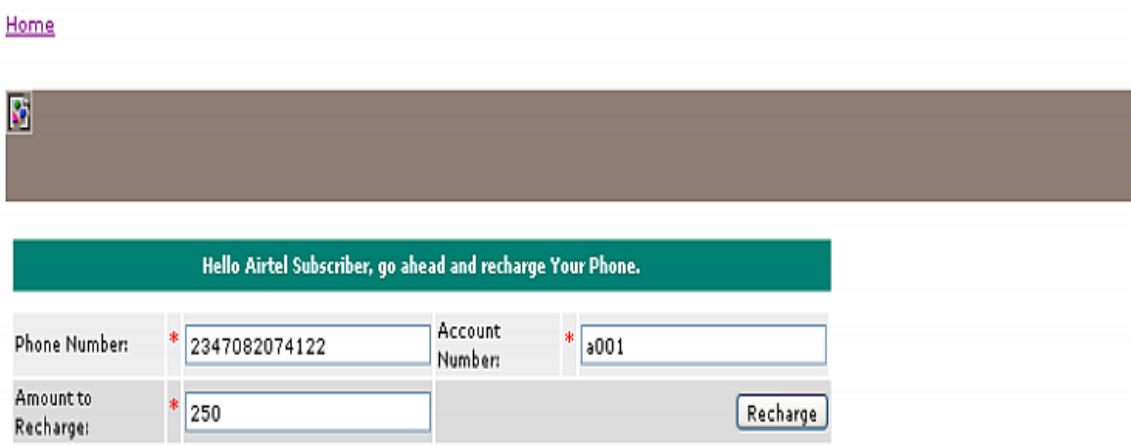 Home
Hello Airtel Subscriber, go ahead and recharge Your Phone.
Phone Number: * 2347082074122 Account Number: * a001
Amount to Recharge: * 250 Recharge